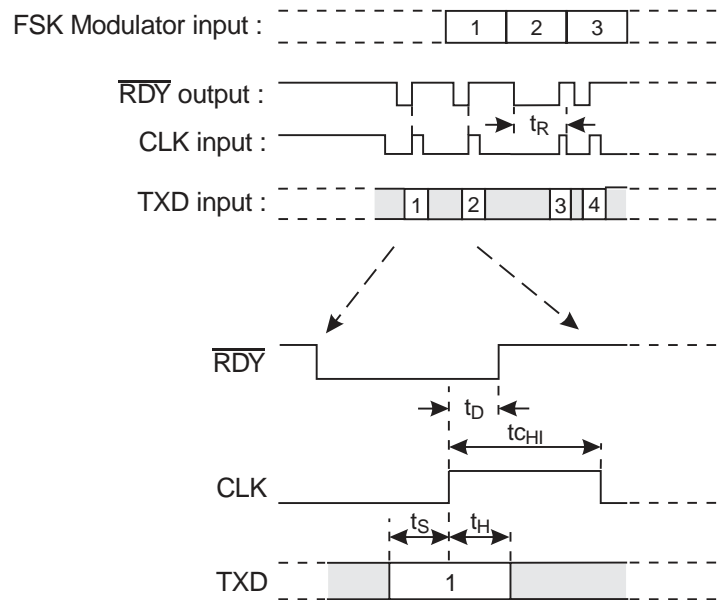 FSK Modulator input : 1 2 3
RDY output :
tR
CLK input :
TXD input : 1 2 3 4
RDY
tD
tcHI
CLK
tS tH
TXD 1